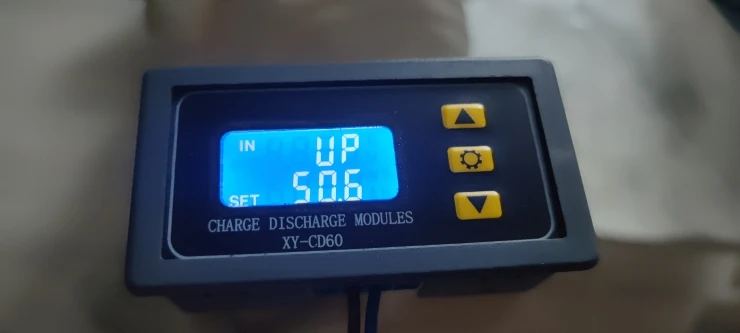 IN UP
SET 50.6
CHARGE DISCHARGE MODULES
XY-CD60